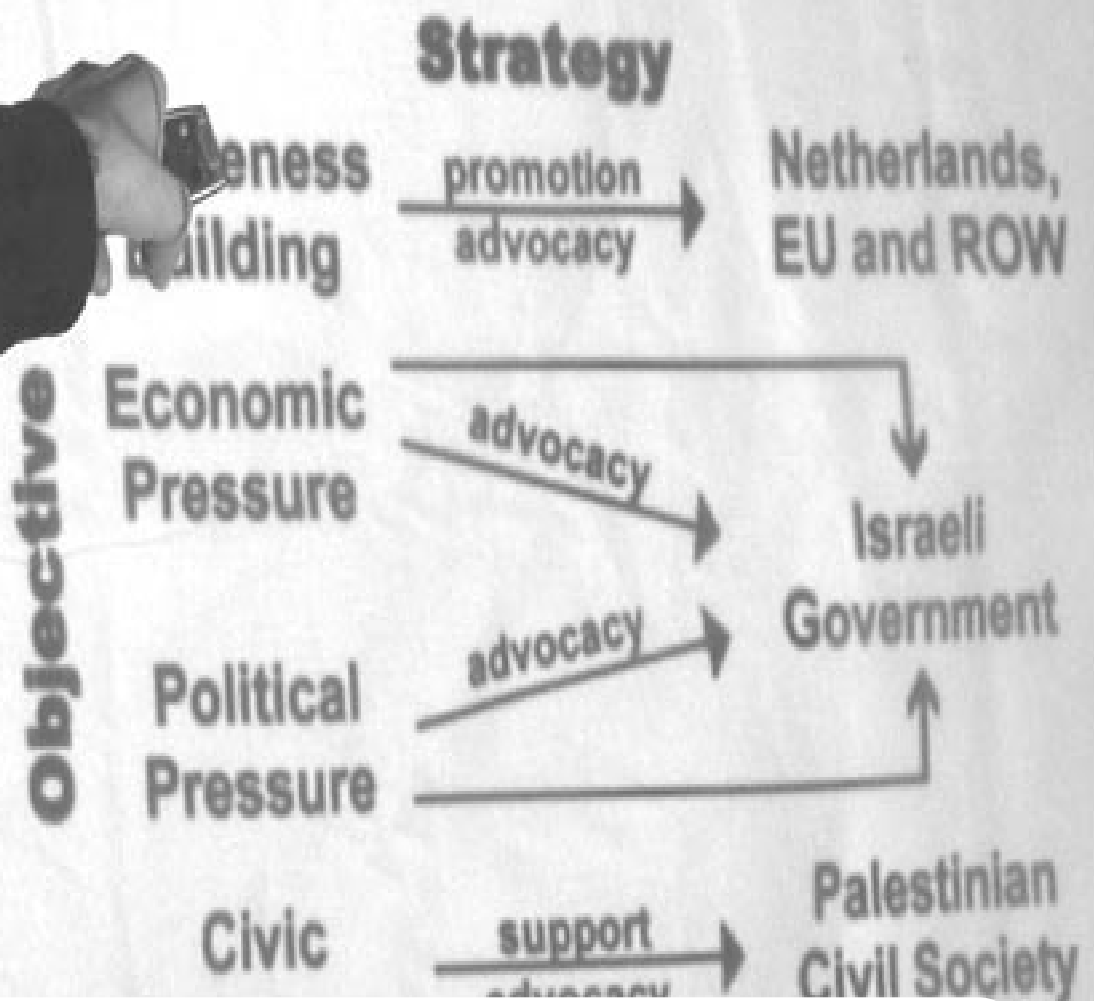 Strategy
eness
promotion
Netherlands,
uilding
advocacy
EU and ROW
Objective
Economic
Pressure
advocacy
Israeli
Government
Political
Pressure
advocacy
Civic
support
advocacy
Palestinian
Civil Society